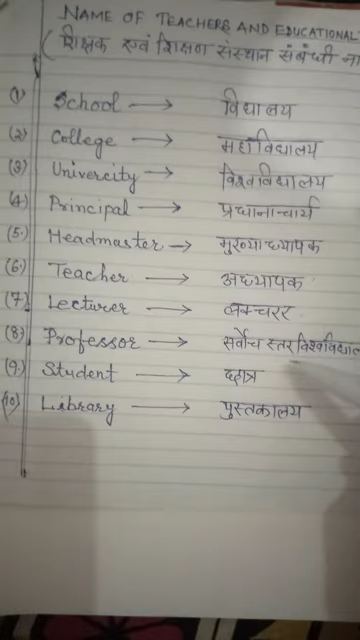 NAME OF TEACHERS AND EDUCATIONAL
(शिक्षक एवं शिक्षण संस्थान संबंधी ना
(1) School → विद्यालय
(2) College → महाविद्यालय
(3) Univercity → विश्वविद्यालय
(4) Principal → प्रधानाचार्य
(5) Headmaster → मुख्याध्यापक
(6) Teacher → अध्यापक
(7) Lecturer → लेक्चरर
(8) Professor → सर्वोच स्तर विश्वविद्याल
(9) Student → छात्र
(10) Library → पुस्तकालय